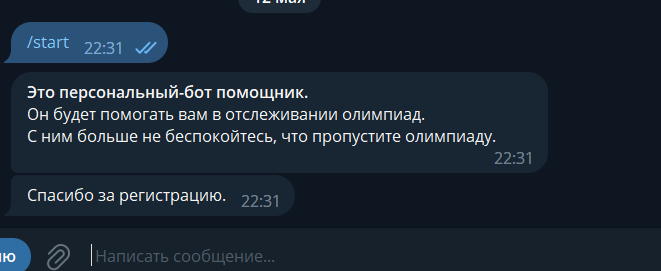 12 мая
/start 22:31
Это персональный-бот помощник.
Он будет помогать вам в отслеживании олимпиад.
С ним больше не беспокойтесь, что пропустите олимпиаду.
22:31
Спасибо за регистрацию. 22:31
Написать сообщение...